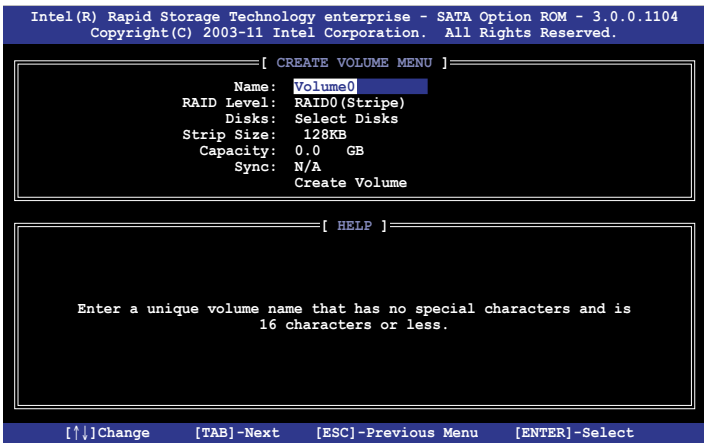 Intel(R) Rapid Storage Technology enterprise - SATA Option ROM - 3.0.0.1104
Copyright(C) 2003-11 Intel Corporation. All Rights Reserved.
[ CREATE VOLUME MENU ]
Name: Volume0
RAID Level: RAID0(Stripe)
Disks: Select Disks
Strip Size: 128KB
Capacity: 0.0 GB
Sync: N/A
Create Volume
[ HELP ]
Enter a unique volume name that has no special characters and is
16 characters or less.
[↑↓]Change [TAB]-Next [ESC]-Previous Menu [ENTER]-Select